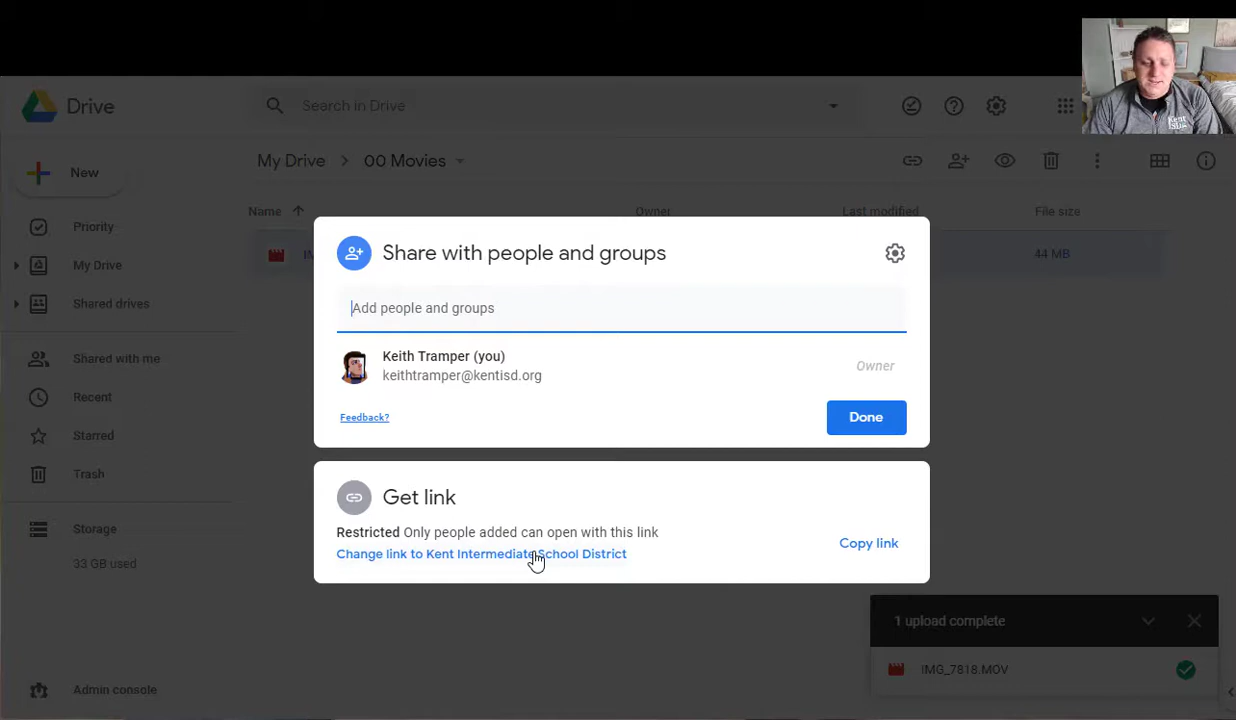 Drive
Search in Drive
New
My Drive
00 Movies
Priority
Name
Owner
Last modified
File size
44 MB
My Drive
Shared drives
Shared with me
Recent
Starred
Trash
Storage
33 GB used
Admin console
Share with people and groups
Add people and groups
Keith Tramper (you)
keithtramper@kentisd.org
Owner
Feedback?
Done
Get link
Restricted Only people added can open with this link
Change link to Kent Intermediate School District
Copy link
1 upload complete
IMG_7818.MOV
Kent